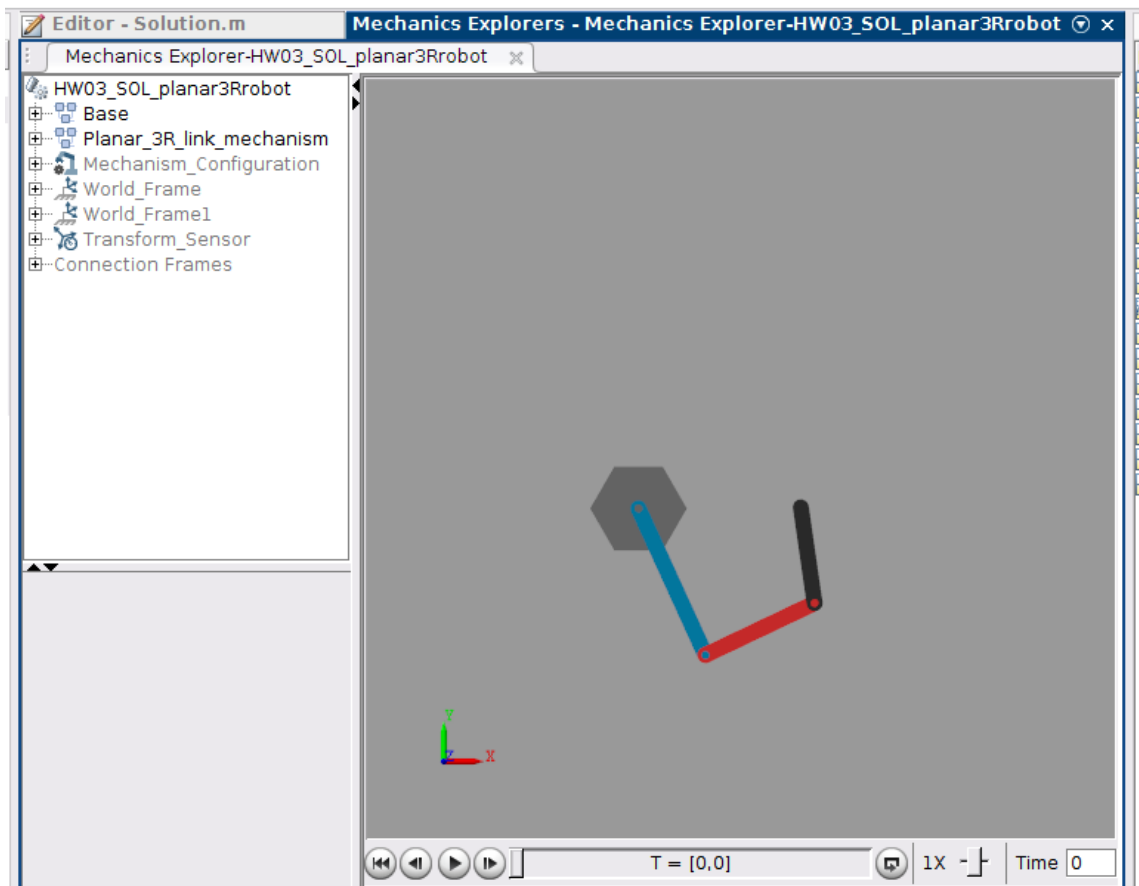 Editor - Solution.m
Mechanics Explorers - Mechanics Explorer-HW03_SOL_planar3Rrobot
Mechanics Explorer-HW03_SOL_planar3Rrobot
HW03_SOL_planar3Rrobot
Base
Planar_3R_link_mechanism
Mechanism_Configuration
World_Frame
World_Frame1
Transform_Sensor
Connection Frames
Y
Z
X
T = [0,0]
1X
Time 0